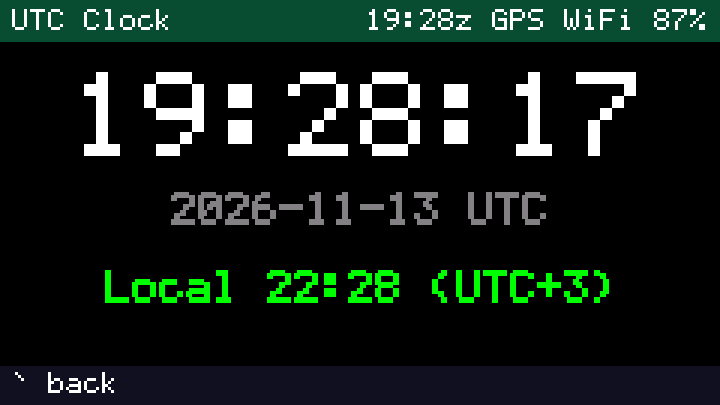 UTC Clock 19:28z GPS WiFi 87%
19:28:17
2026-11-13 UTC
Local 22:28 (UTC+3)
` back